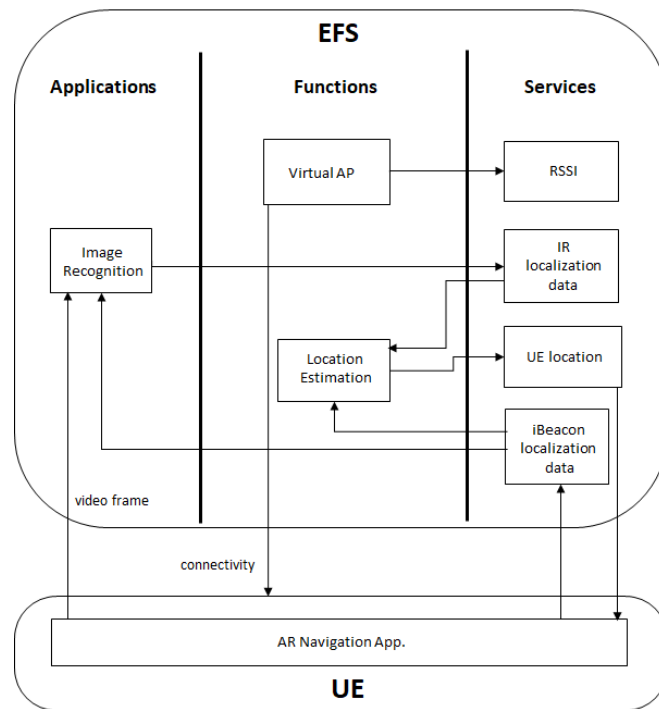 EFS
Applications
Functions
Services
Virtual AP
RSSI
Image
Recognition
IR
localization
data
Location
Estimation
UE location
iBeacon
localization
data
video frame
connectivity
AR Navigation App.
UE